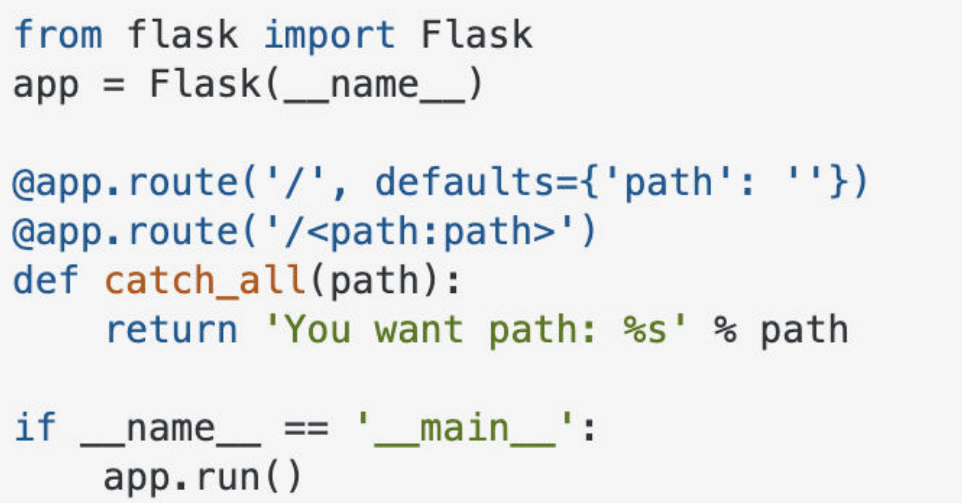 from flask import Flask
app = Flask(__name__)

@app.route('/', defaults={'path': ''})
@app.route('/<path:path>')
def catch_all(path):
    return 'You want path: %s' % path

if __name__ == '__main__':
    app.run()